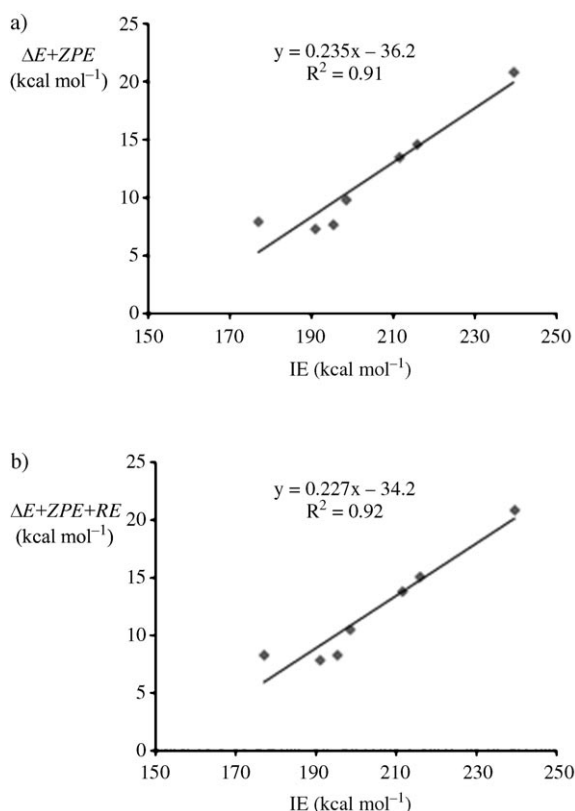 a)
ΔE+ZPE
(kcal mol⁻¹)
25
20
15
10
5
0
y = 0.235x – 36.2
R² = 0.91
150 170 190 210 230 250
IE (kcal mol⁻¹)
b)
ΔE+ZPE+RE
(kcal mol⁻¹)
25
20
15
10
5
0
y = 0.227x – 34.2
R² = 0.92
150 170 190 210 230 250
IE (kcal mol⁻¹)